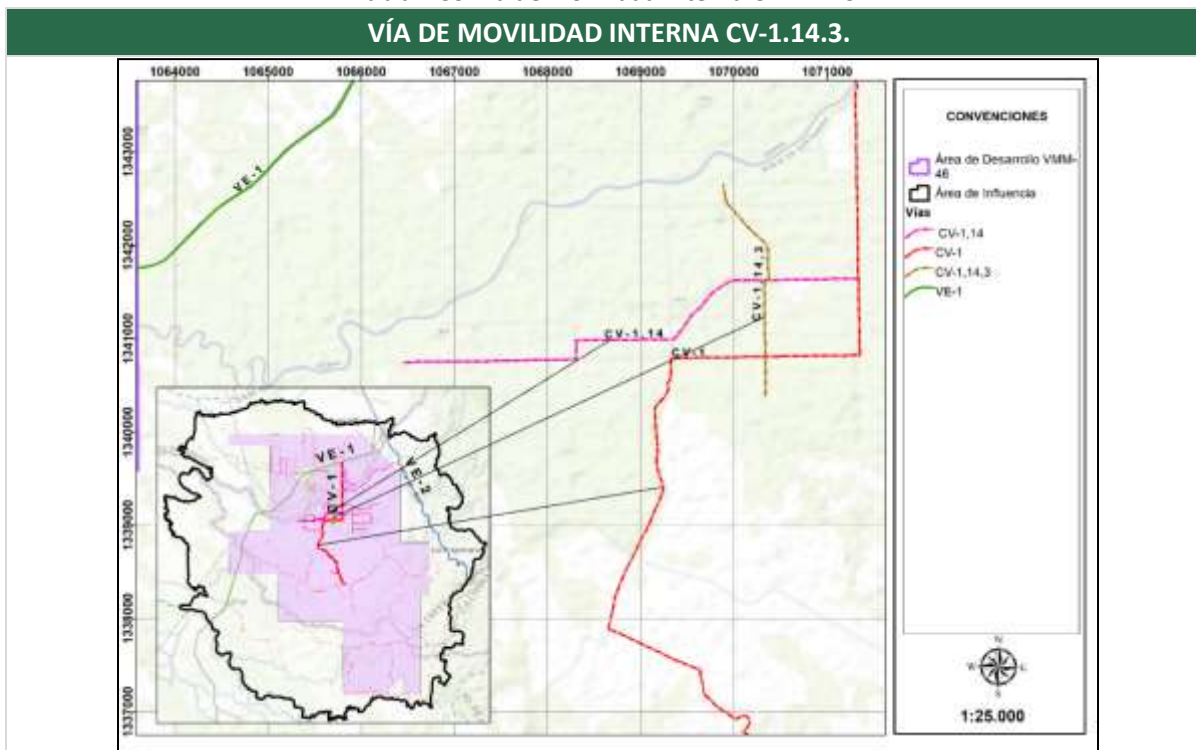 VÍA DE MOVILIDAD INTERNA CV-1.14.3.
1064000 1065000 1066000 1067000 1068000 1069000 1070000 1071000
1343000
1342000
1341000
1340000
1339000
1338000
1337000
VE-1
CV-1,14,3
CV-1,14
CV-1
VE-1
CV-1
VE-2
CONVENCIONES
Área de Desarrollo VMM-
46
Área de Influencia
Vías
CV-1,14
CV-1
CV-1,14,3
VE-1
N
W
S
1:25.000